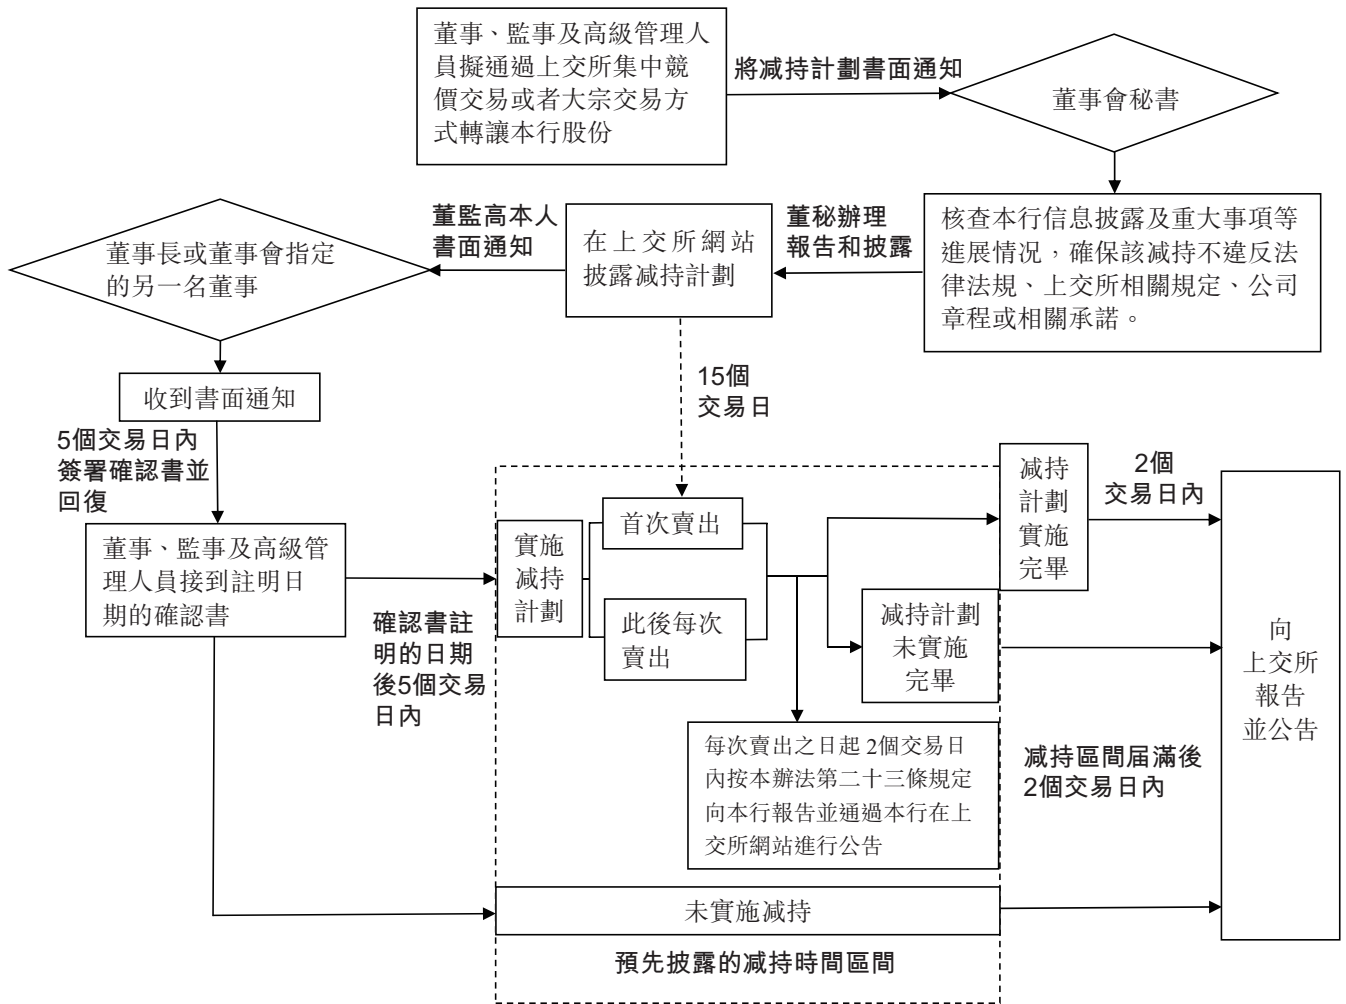 董事、監事及高級管理人
員擬通過上交所集中競
價交易或者大宗交易方
式轉讓本行股份
將减持計劃書面通知
董事會秘書
核查本行信息披露及重大事項等
進展情况，確保該减持不違反法
律法規、上交所相關規定、公司
章程或相關承諾。
董秘辦理
報告和披露
在上交所網站
披露减持計劃
董監高本人
書面通知
董事長或董事會指定
的另一名董事
收到書面通知
5個交易日內
簽署確認書並
回復
15個
交易日
董事、監事及高級管
理人員接到註明日
期的確認書
確認書註
明的日期
後5個交易
日內
實施
减持
計劃
首次賣出
此後每次
賣出
减持
計劃
實施
完畢
2個
交易日內
减持計劃
未實施
完畢
每次賣出之日起 2個交易日
內按本辦法第二十三條規定
向本行報告並通過本行在上
交所網站進行公告
减持區間届滿後
2個交易日內
向
上交所
報告
並公告
未實施减持
預先披露的减持時間區間